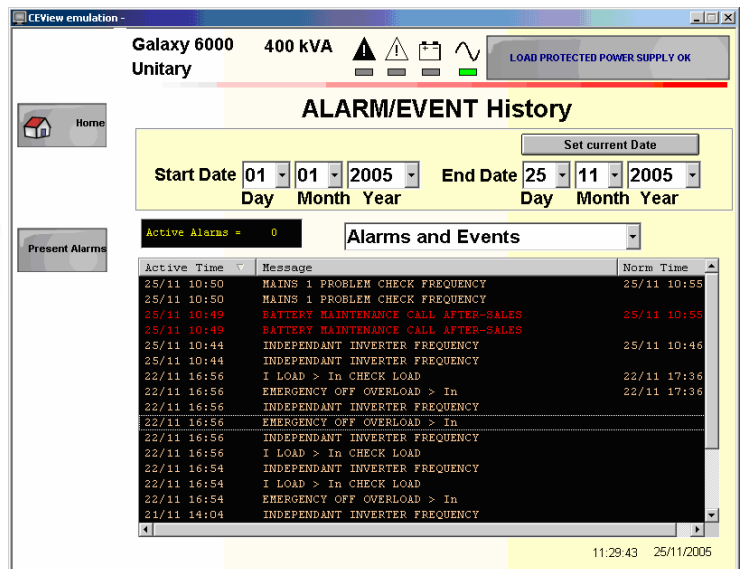 CEView emulation -
Galaxy 6000 400 kVA
Unitary
LOAD PROTECTED POWER SUPPLY OK
Home
ALARM/EVENT History
Set current Date
Start Date 01 01 2005 End Date 25 11 2005
Day Month Year Day Month Year
Present Alarms
Active Alarms = 0
Alarms and Events
Active Time Message Norm Time
25/11 10:50 MAINS 1 PROBLEM CHECK FREQUENCY 25/11 10:55
25/11 10:50 MAINS 1 PROBLEM CHECK FREQUENCY
25/11 10:49 BATTERY MAINTENANCE CALL AFTER-SALES 25/11 10:55
25/11 10:49 BATTERY MAINTENANCE CALL AFTER-SALES
25/11 10:44 INDEPENDANT INVERTER FREQUENCY 25/11 10:46
25/11 10:44 INDEPENDANT INVERTER FREQUENCY
22/11 16:56 I LOAD > In CHECK LOAD 22/11 17:36
22/11 16:56 EMERGENCY OFF OVERLOAD > In 22/11 17:36
22/11 16:56 INDEPENDANT INVERTER FREQUENCY
22/11 16:56 EMERGENCY OFF OVERLOAD > In
22/11 16:56 INDEPENDANT INVERTER FREQUENCY
22/11 16:56 I LOAD > In CHECK LOAD
22/11 16:54 INDEPENDANT INVERTER FREQUENCY
22/11 16:54 I LOAD > In CHECK LOAD
22/11 16:54 EMERGENCY OFF OVERLOAD > In
21/11 14:04 INDEPENDANT INVERTER FREQUENCY
11:29:43 25/11/2005